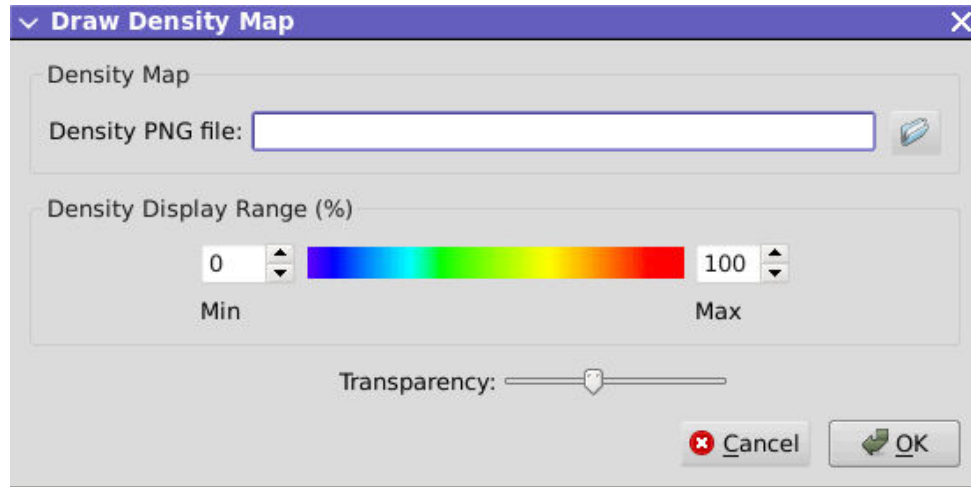 Draw Density Map
Density Map
Density PNG file:
Density Display Range (%)
0 100
Min Max
Transparency:
Cancel OK